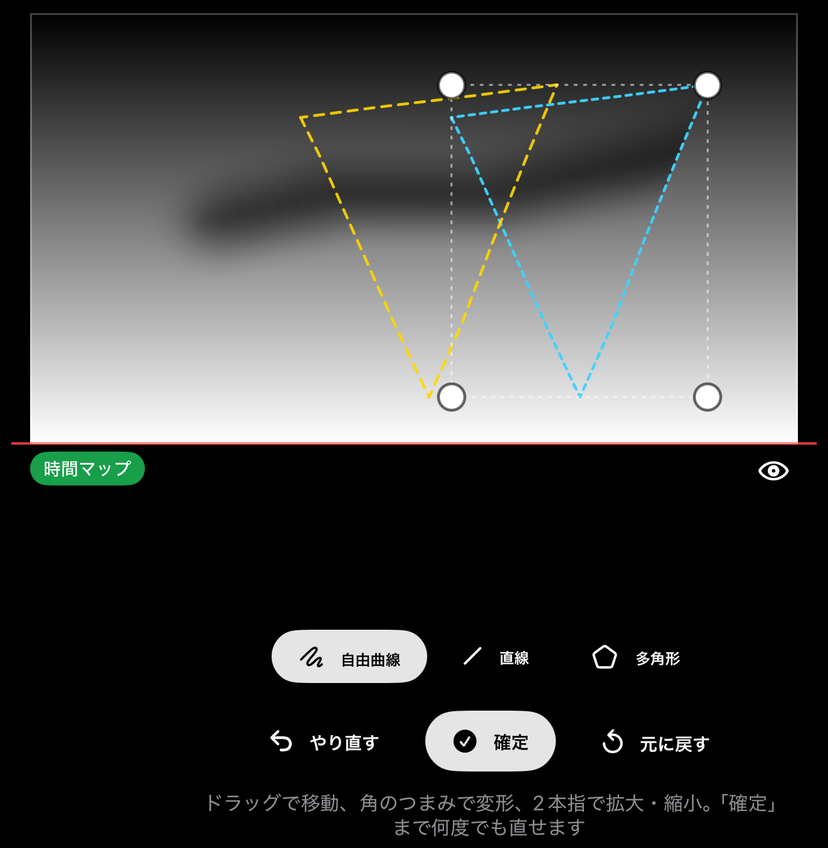 時間マップ
自由曲線
直線
多角形
やり直す
確定
元に戻す
ドラッグで移動、角のつまみで変形、2本指で拡大・縮小。「確定」
まで何度でも直せます